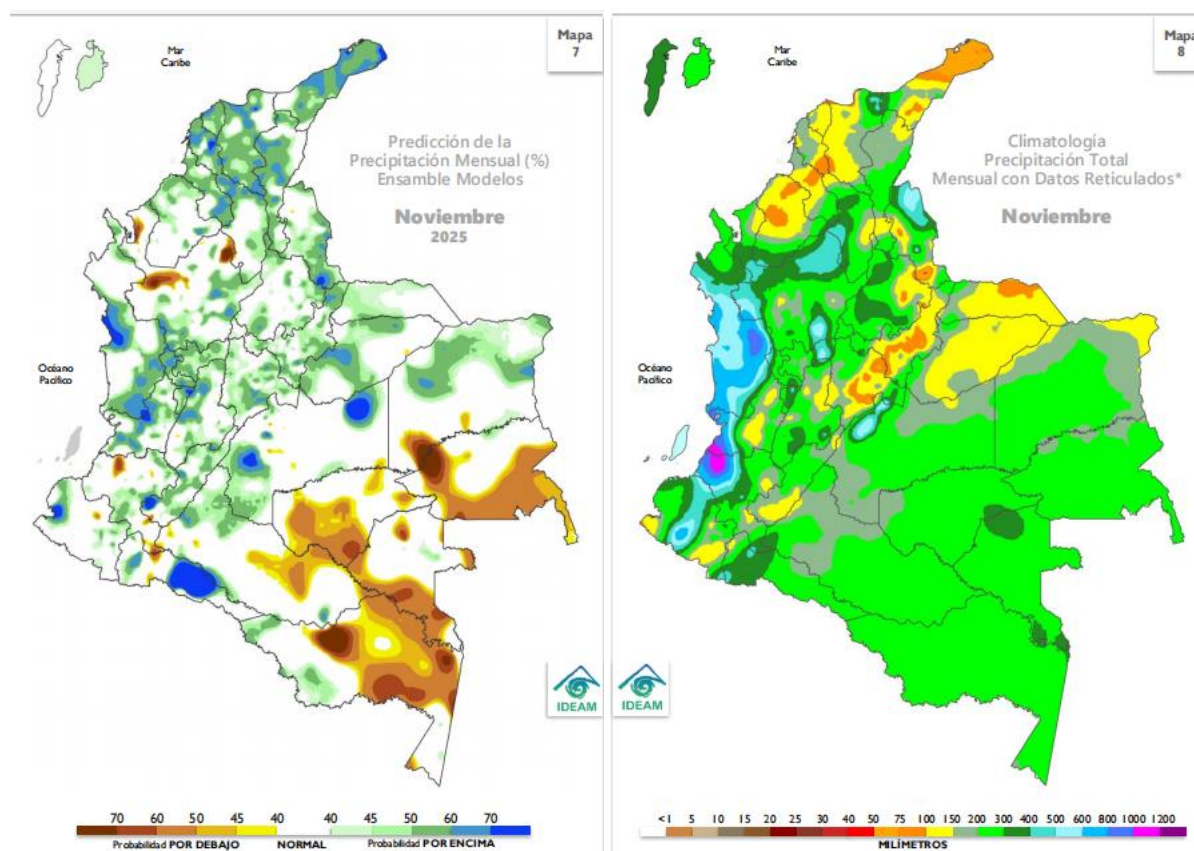 Mapa
7
Mar
Caribe
Predicción de la
Precipitación Mensual (%)
Ensamble Modelos
Noviembre
2025
Océano
Pacífico
IDEAM
70 60 50 45 40 40 45 50 60 70
Probabilidad POR DEBAJO NORMAL Probabilidad POR ENCIMA
Mapa
8
Mar
Caribe
Climatología
Precipitación Total
Mensual con Datos Reticulados*
Noviembre
Océano
Pacífico
IDEAM
<1 5 10 15 20 25 30 40 50 75 100 150 200 300 400 500 600 800 1000 1200
MILÍMETROS